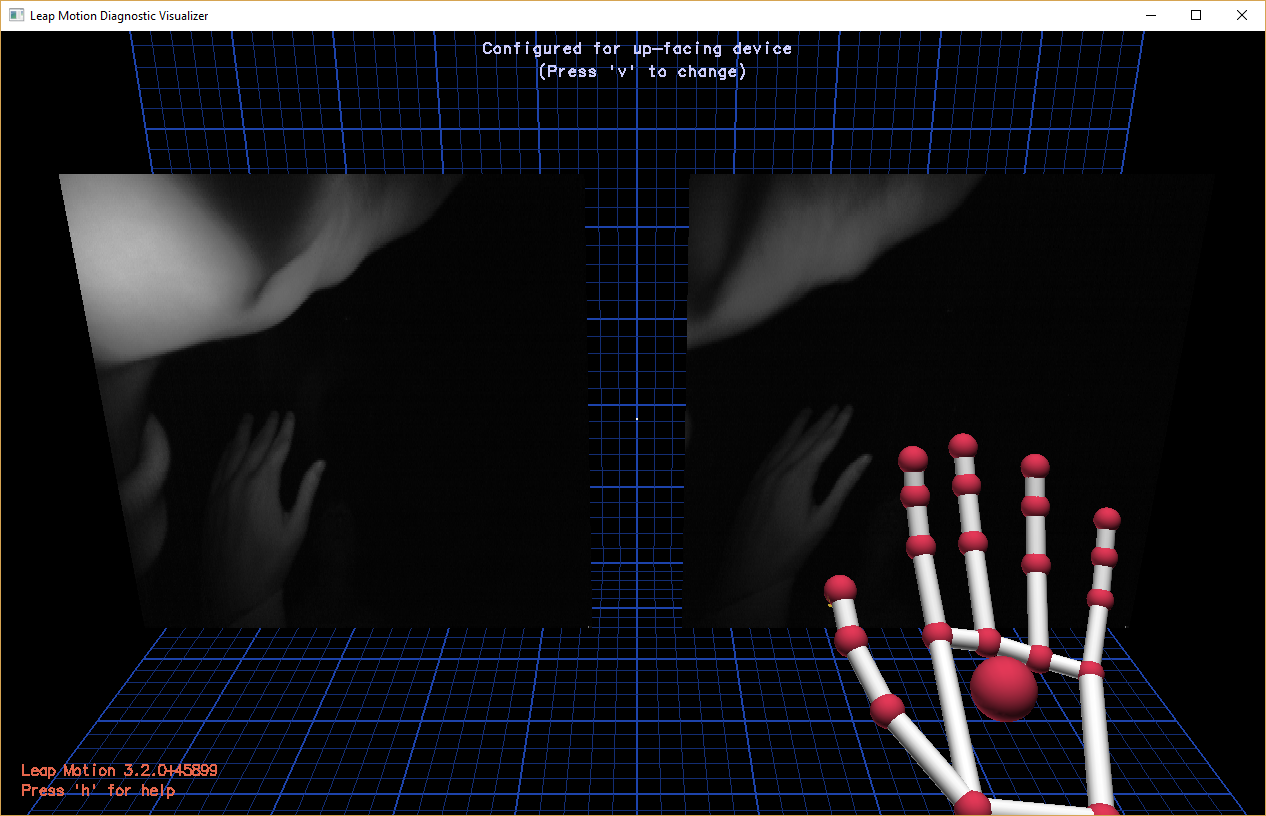 Leap Motion Diagnostic Visualizer
Configured for up-facing device
(Press 'v' to change)
Leap Motion 3.2.0+45899
Press 'h' for help